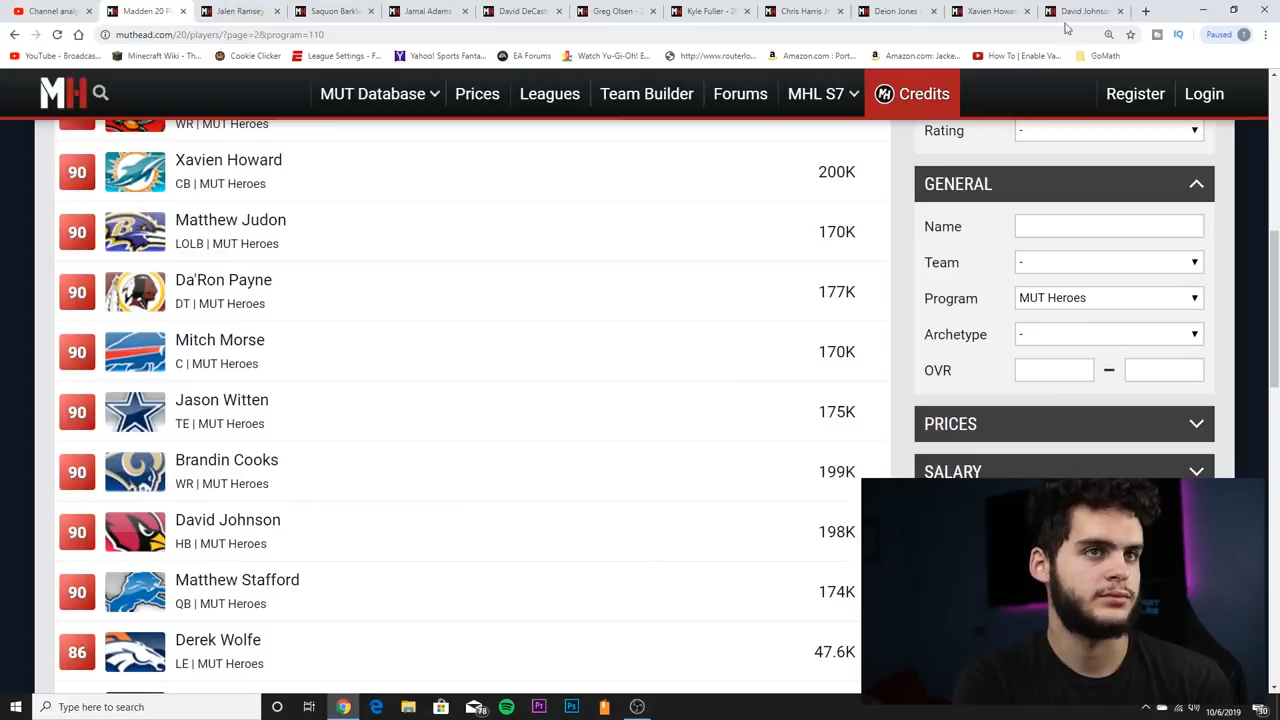 Channel analy
Madden 20 Pl
Jalen Ramsey
Saquon Barkle
Jamal Adams
David DeCast
Greg Olsen - 2
Kyle Fuller - 2
Chris Harris Jr
Deion Jones -
Xavien Howar
David Johnso
muthead.com/20/players/?page=2&program=110
Paused
T
YouTube - Broadcas...
Minecraft Wiki - Th...
Cookie Clicker
League Settings - F...
Yahoo! Sports Fanta...
EA Forums
Watch Yu-Gi-Oh! E...
http://www.routerlo...
Amazon.com : Port...
Amazon.com: Jacke...
How To | Enable Va...
GoMath
MH
MUT Database
Prices
Leagues
Team Builder
Forums
MHL S7
Credits
Register
Login
WR | MUT Heroes
90
Xavien Howard
CB | MUT Heroes
200K
90
Matthew Judon
LOLB | MUT Heroes
170K
90
Da'Ron Payne
DT | MUT Heroes
177K
90
Mitch Morse
C | MUT Heroes
170K
90
Jason Witten
TE | MUT Heroes
175K
90
Brandin Cooks
WR | MUT Heroes
199K
90
David Johnson
HB | MUT Heroes
198K
90
Matthew Stafford
QB | MUT Heroes
174K
86
Derek Wolfe
LE | MUT Heroes
47.6K
Rating
-
GENERAL
Name
Team
-
Program
MUT Heroes
Archetype
-
OVR
PRICES
SALARY
Type here to search
78
10/6/2019
30